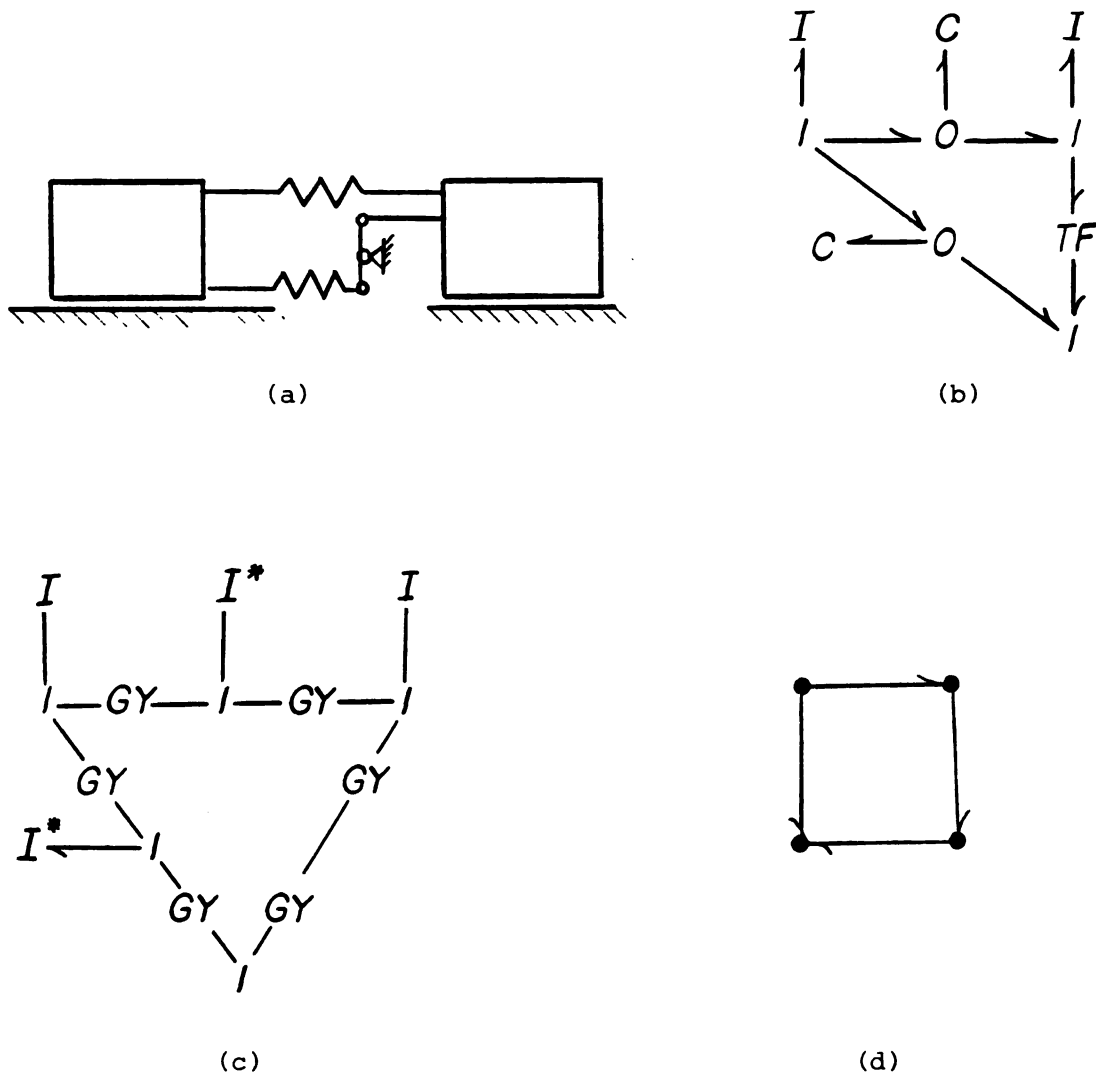 I C I
1 0 1
C 0 TF
1
(a)
(b)
I I* I
1 GY 1 GY 1
GY GY
I* 1
GY GY
1
(c)
(d)